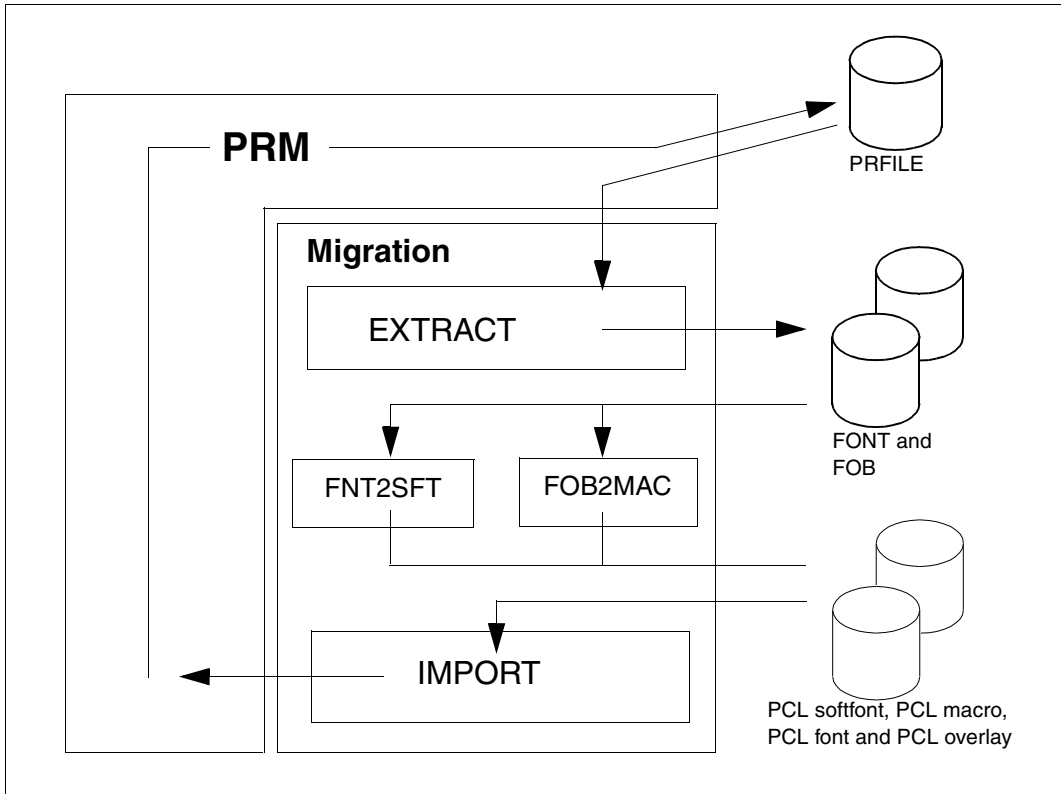 PRM
PRFILE
Migration
EXTRACT
FONT and
FOB
FNT2SFT
FOB2MAC
IMPORT
PCL softfont, PCL macro,
PCL font and PCL overlay